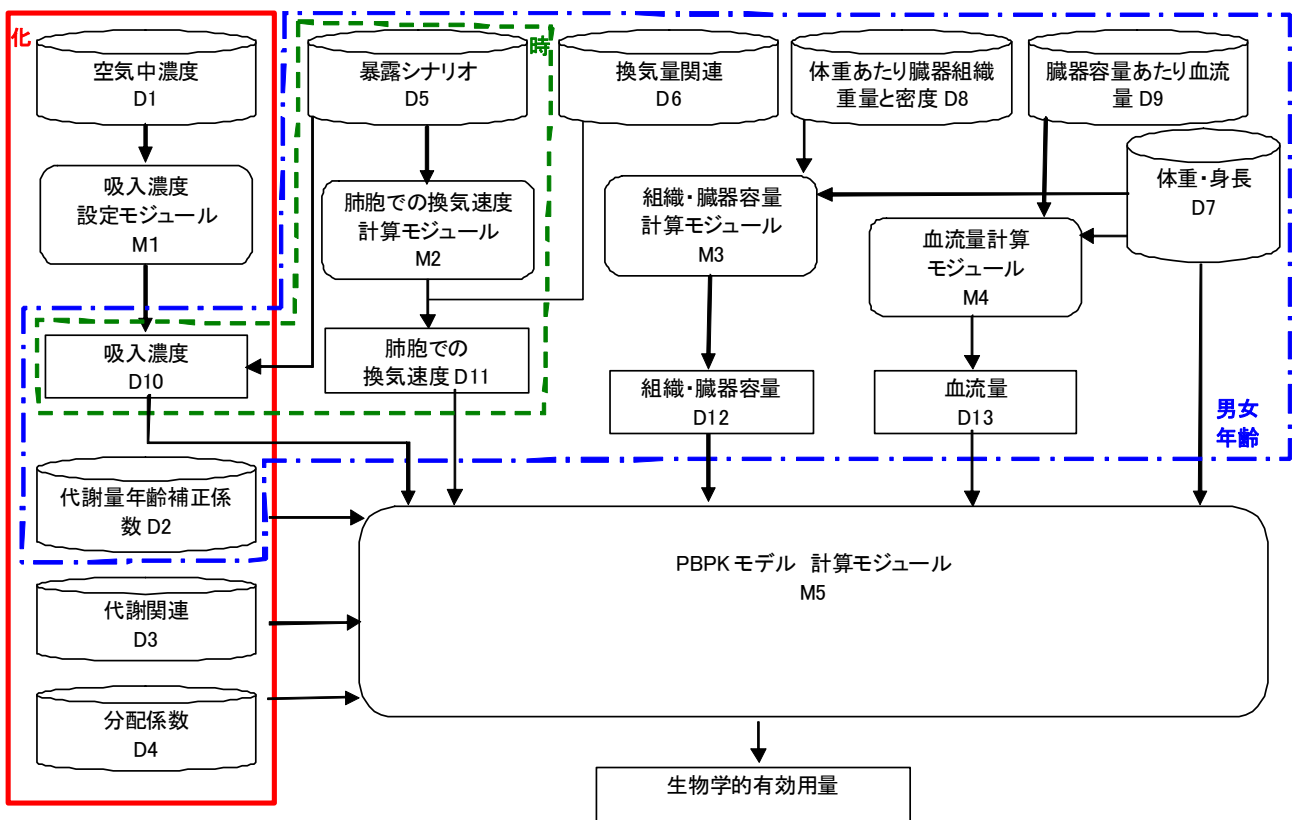 化
空気中濃度
D1
暴露シナリオ
D5
時
換気量関連
D6
体重あたり臓器組織
重量と密度 D8
臓器容量あたり血流
量 D9
吸入濃度
設定モジュール
M1
肺胞での換気速度
計算モジュール
M2
組織・臓器容量
計算モジュール
M3
血流量計算
モジュール
M4
体重・身長
D7
吸入濃度
D10
肺胞での
換気速度 D11
組織・臓器容量
D12
血流量
D13
男女
年齢
代謝量年齢補正係
数 D2
代謝関連
D3
分配係数
D4
PBPK モデル 計算モジュール
M5
生物学的有効用量